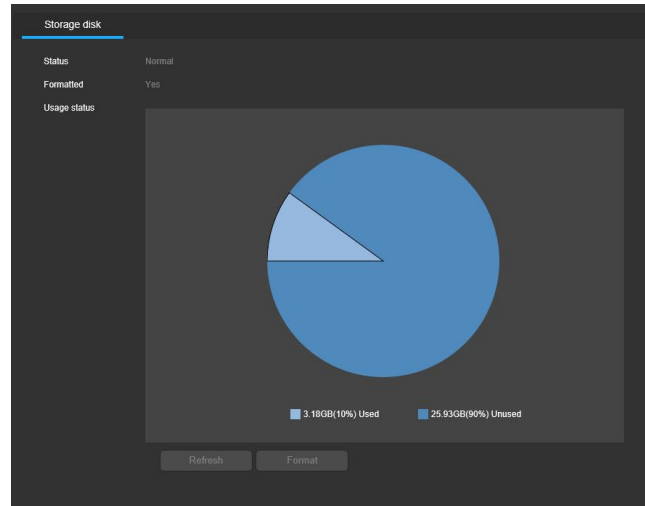 Storage disk
Status Normal
Formatted Yes
Usage status
3.18GB(10%) Used 25.93GB(90%) Unused
Refresh Format